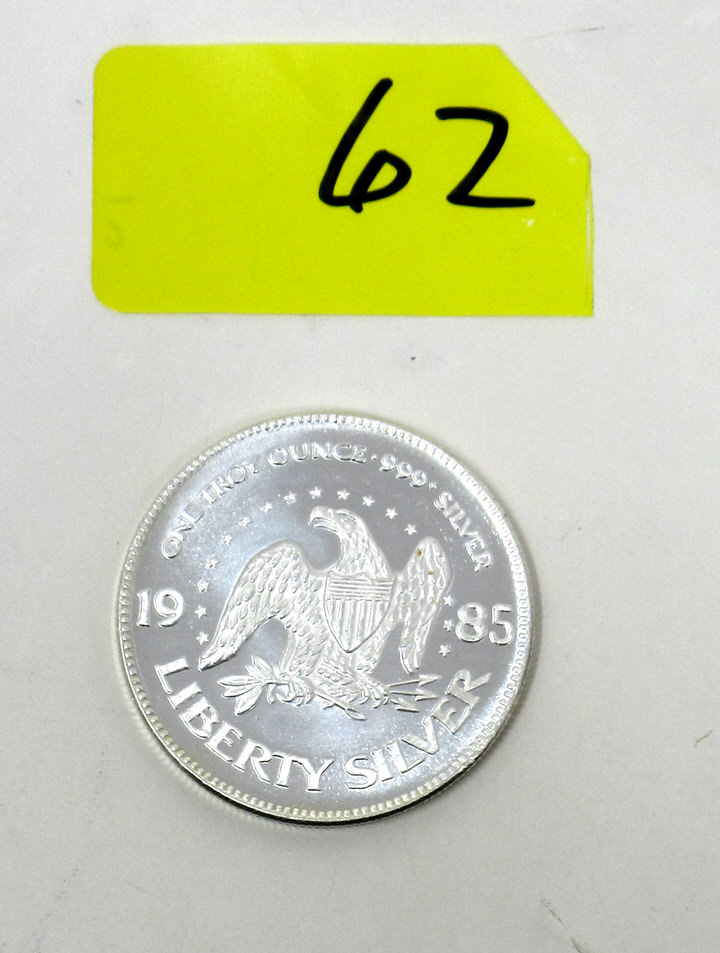 62
ONE TROY OUNCE · 999+ SILVER
19 85
LIBERTY SILVER